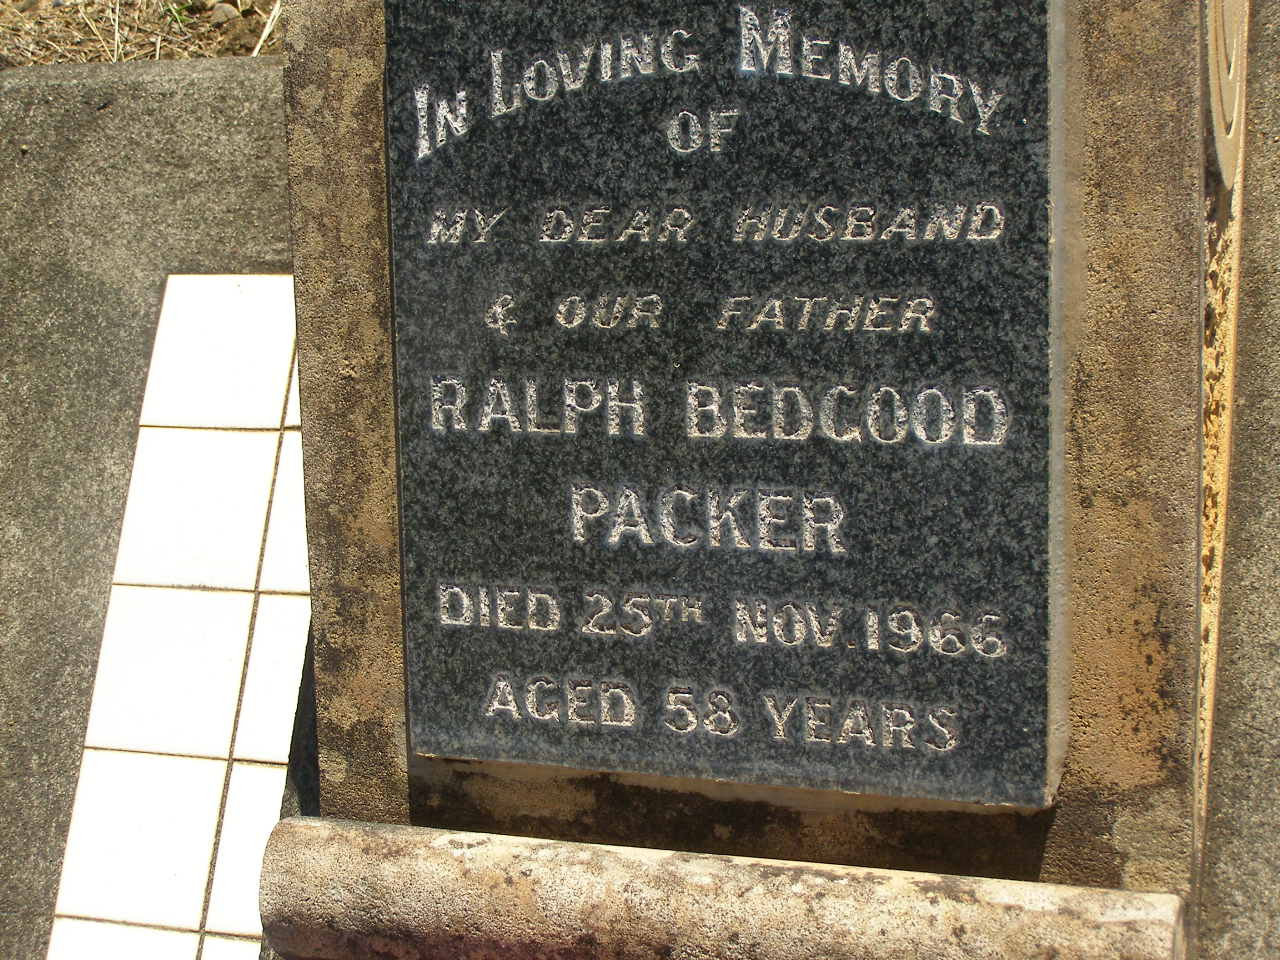 IN LOVING MEMORY
OF
MY DEAR HUSBAND
& OUR FATHER
RALPH BEDGOOD
PACKER
DIED 25TH NOV. 1966
AGED 58 YEARS